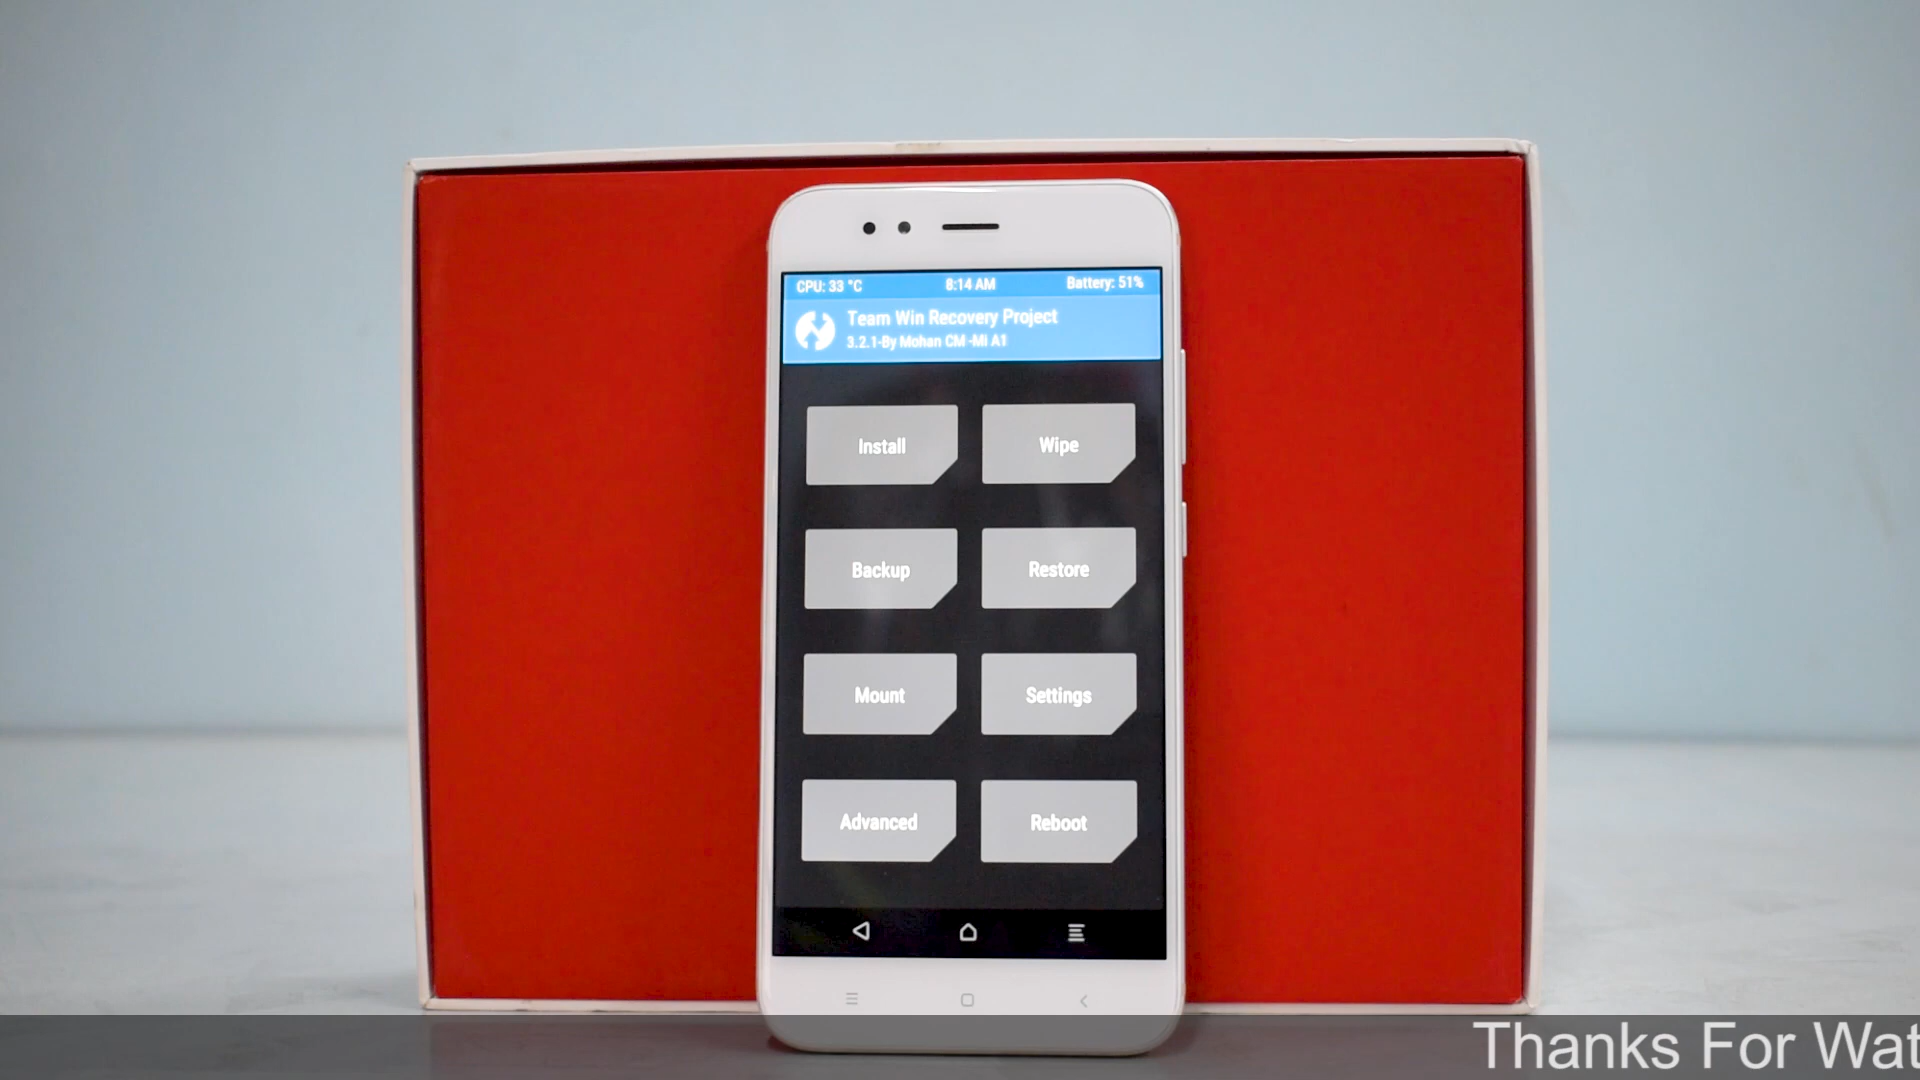 CPU: 33 °C 8:14 AM Battery: 51%
Team Win Recovery Project
3.2.1-By Mohan CM -Mi A1
Install Wipe
Backup Restore
Mount Settings
Advanced Reboot
Thanks For Wat